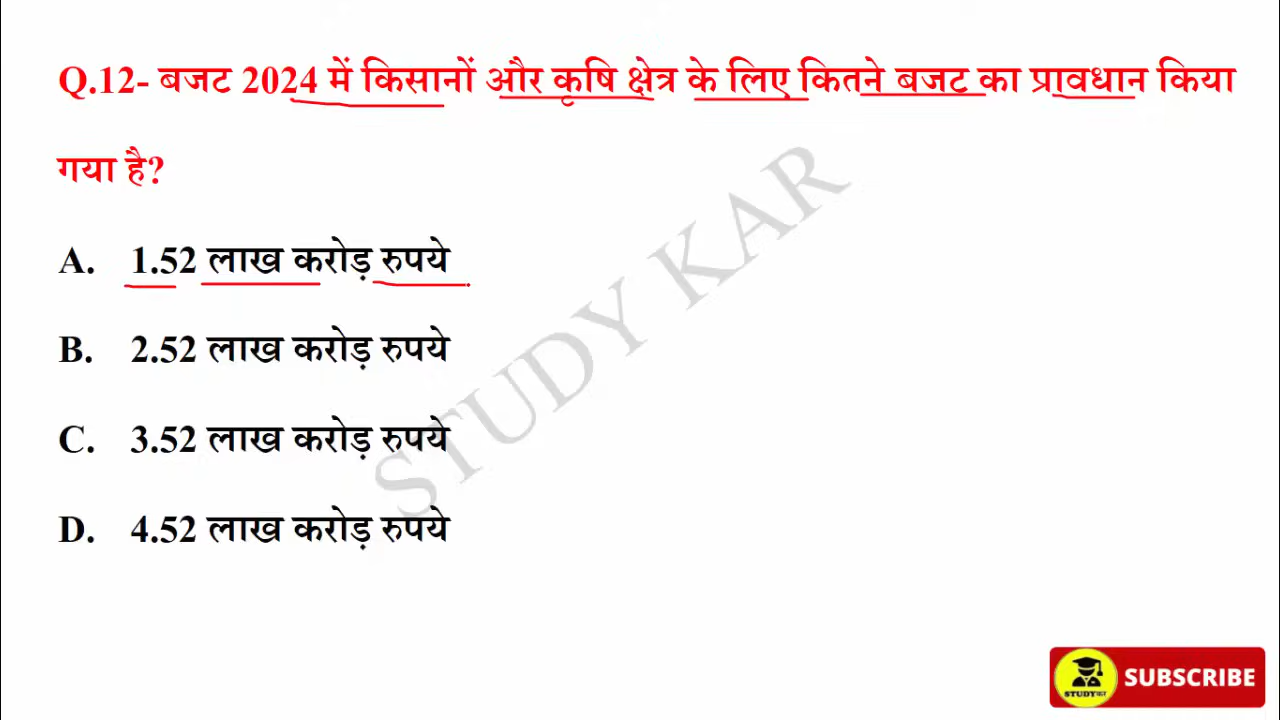 Q.12- बजट 2024 में किसानों और कृषि क्षेत्र के लिए कितने बजट का प्रावधान किया
गया है?
A. 1.52 लाख करोड़ रुपये
B. 2.52 लाख करोड़ रुपये
C. 3.52 लाख करोड़ रुपये
D. 4.52 लाख करोड़ रुपये
STUDY KAR
STUDYकर
SUBSCRIBE